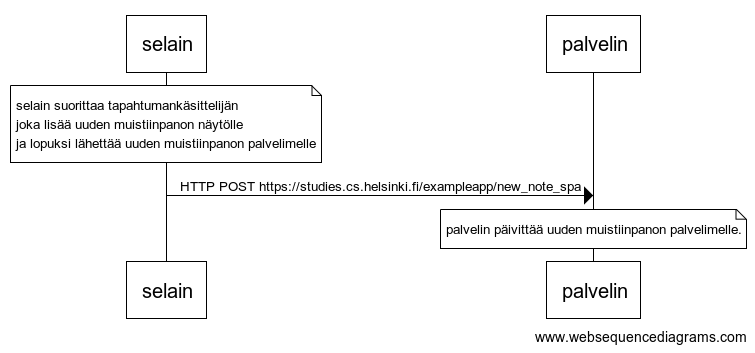 selain
palvelin
selain suorittaa tapahtumankäsittelijän
joka lisää uuden muistiinpanon näytölle
ja lopuksi lähettää uuden muistiinpanon palvelimelle
HTTP POST https://studies.cs.helsinki.fi/exampleapp/new_note_spa
palvelin päivittää uuden muistiinpanon palvelimelle.
selain
palvelin
www.websequencediagrams.com